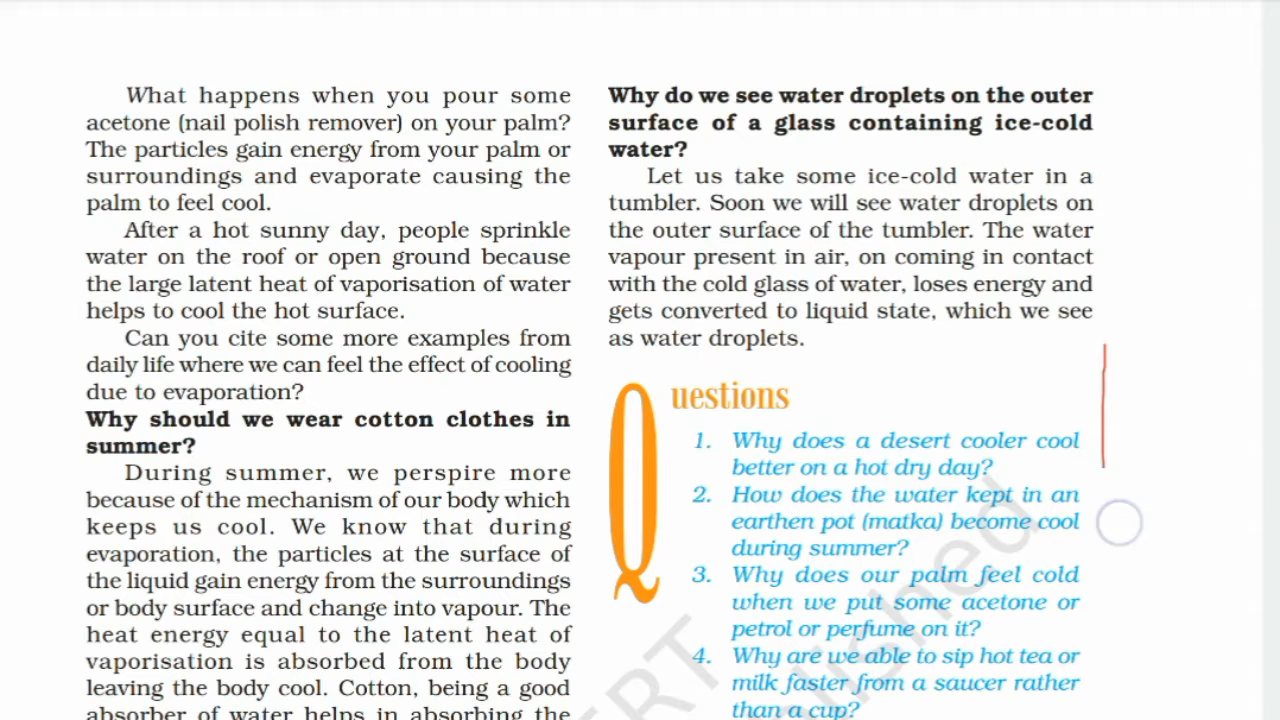 What happens when you pour some
acetone (nail polish remover) on your palm?
The particles gain energy from your palm or
surroundings and evaporate causing the
palm to feel cool.
After a hot sunny day, people sprinkle
water on the roof or open ground because
the large latent heat of vaporisation of water
helps to cool the hot surface.
Can you cite some more examples from
daily life where we can feel the effect of cooling
due to evaporation?
Why should we wear cotton clothes in
summer?
During summer, we perspire more
because of the mechanism of our body which
keeps us cool. We know that during
evaporation, the particles at the surface of
the liquid gain energy from the surroundings
or body surface and change into vapour. The
heat energy equal to the latent heat of
vaporisation is absorbed from the body
leaving the body cool. Cotton, being a good
absorber of water helps in absorbing the
Why do we see water droplets on the outer
surface of a glass containing ice-cold
water?
Let us take some ice-cold water in a
tumbler. Soon we will see water droplets on
the outer surface of the tumbler. The water
vapour present in air, on coming in contact
with the cold glass of water, loses energy and
gets converted to liquid state, which we see
as water droplets.
Questions
1. Why does a desert cooler cool
better on a hot dry day?
2. How does the water kept in an
earthen pot (matka) become cool
during summer?
3. Why does our palm feel cold
when we put some acetone or
petrol or perfume on it?
4. Why are we able to sip hot tea or
milk faster from a saucer rather
than a cup?